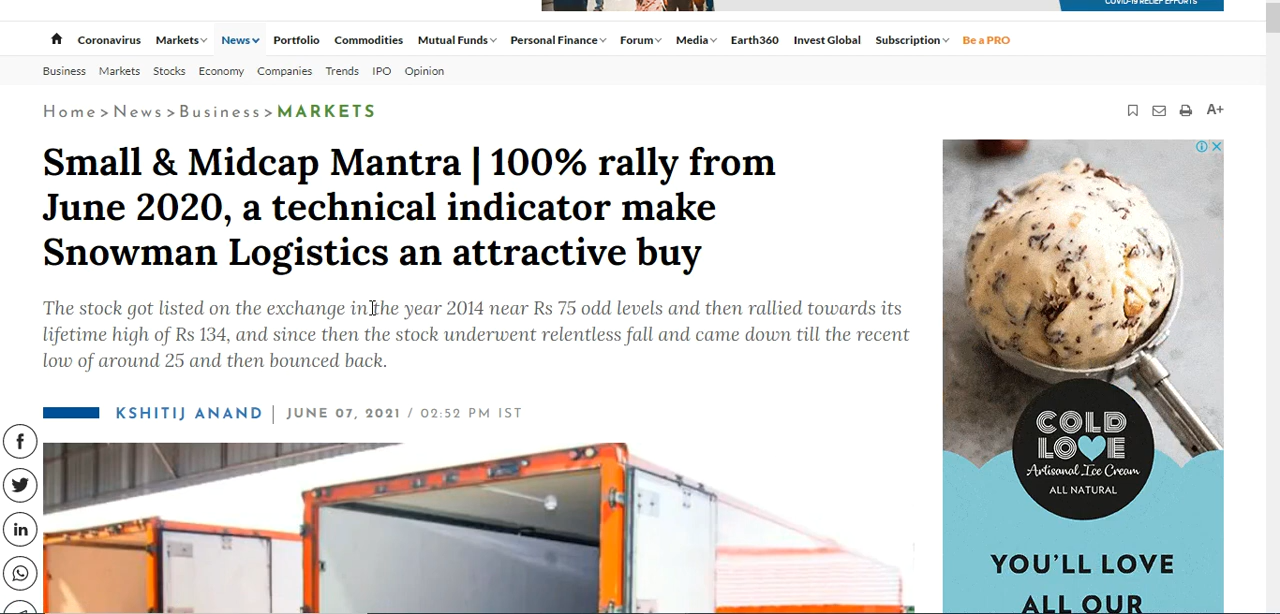 COVID-19 RELIEF EFFORTS
Coronavirus Markets News Portfolio Commodities Mutual Funds Personal Finance Forum Media Earth360 Invest Global Subscription Be a PRO
Business Markets Stocks Economy Companies Trends IPO Opinion
Home > News > Business > MARKETS
A+
Small & Midcap Mantra | 100% rally from
June 2020, a technical indicator make
Snowman Logistics an attractive buy
The stock got listed on the exchange in the year 2014 near Rs 75 odd levels and then rallied towards its
lifetime high of Rs 134, and since then the stock underwent relentless fall and came down till the recent
low of around 25 and then bounced back.
KSHITIJ ANAND | JUNE 07, 2021 / 02:52 PM IST
COLD
LOVE
Artisanal Ice Cream
ALL NATURAL
YOU'LL LOVE
ALL OUR